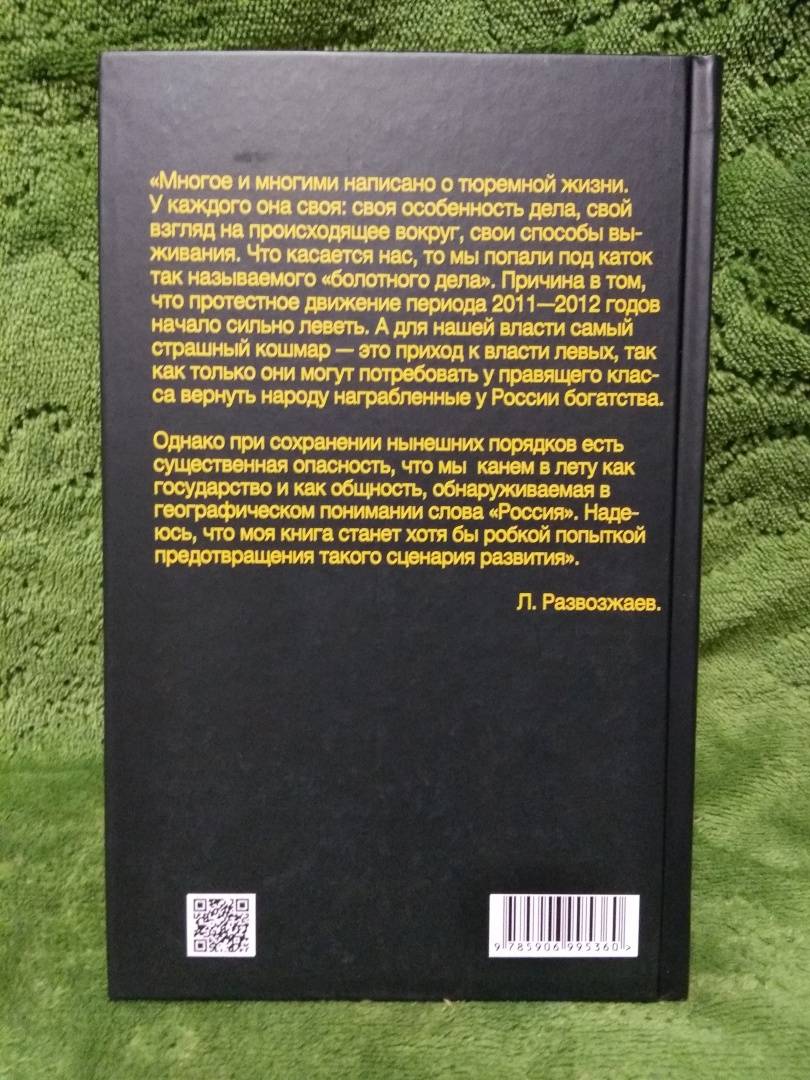 «Многое и многими написано о тюремной жизни.
У каждого она своя: своя особенность дела, свой
взгляд на происходящее вокруг, свои способы вы-
живания. Что касается нас, то мы попали под каток
так называемого «болотного дела». Причина в том,
что протестное движение периода 2011—2012 годов
начало сильно леветь. А для нашей власти самый
страшный кошмар — это приход к власти левых, так
как только они могут потребовать у правящего клас-
са вернуть народу награбленные у России богатства.
Однако при сохранении нынешних порядков есть
существенная опасность, что мы  канем в лету как
государство и как общность, обнаруживаемая в
географическом понимании слова «Россия». Наде-
юсь, что моя книга станет хотя бы робкой попыткой
предотвращения такого сценария развития».
Л. Развозжаев.
9 785906 995360 >